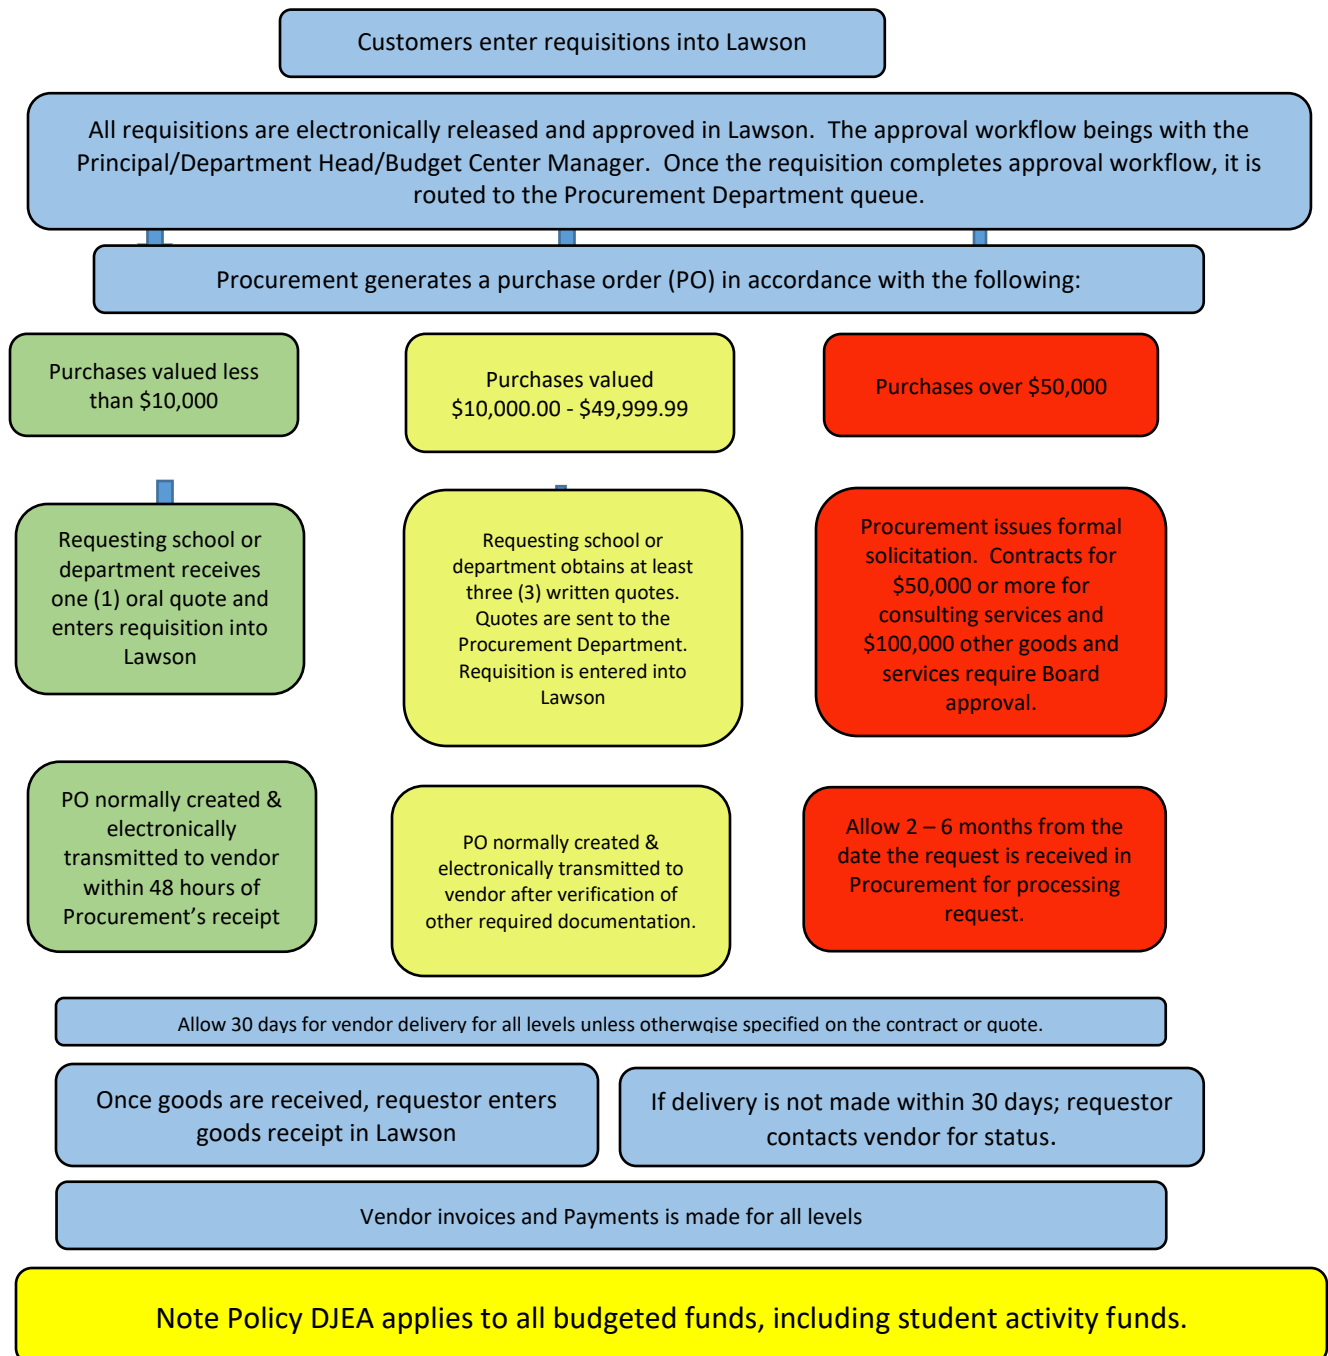 Customers enter requisitions into Lawson
All requisitions are electronically released and approved in Lawson.  The approval workflow beings with the
Principal/Department Head/Budget Center Manager.  Once the requisition completes approval workflow, it is
routed to the Procurement Department queue.
Procurement generates a purchase order (PO) in accordance with the following:
Purchases valued less
than $10,000
Purchases valued
$10,000.00 - $49,999.99
Purchases over $50,000
Requesting school or
department receives
one (1) oral quote and
enters requisition into
Lawson
Requesting school or
department obtains at least
three (3) written quotes.
Quotes are sent to the
Procurement Department.
Requisition is entered into
Lawson
Procurement issues formal
solicitation.  Contracts for
$50,000 or more for
consulting services and
$100,000 other goods and
services require Board
approval.
PO normally created &
electronically
transmitted to vendor
within 48 hours of
Procurement’s receipt
PO normally created &
electronically transmitted to
vendor after verification of
other required documentation.
Allow 2 – 6 months from the
date the request is received in
Procurement for processing
request.
Allow 30 days for vendor delivery for all levels unless otherwqise specified on the contract or quote.
Once goods are received, requestor enters
goods receipt in Lawson
If delivery is not made within 30 days; requestor
contacts vendor for status.
Vendor invoices and Payments is made for all levels
Note Policy DJEA applies to all budgeted funds, including student activity funds.